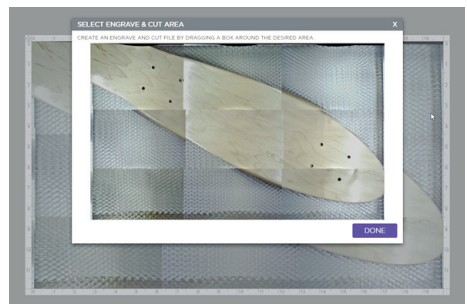 SELECT ENGRAVE & CUT AREA
X
CREATE AN ENGRAVE AND CUT FILE BY DRAGGING A BOX AROUND THE DESIRED AREA.
DONE